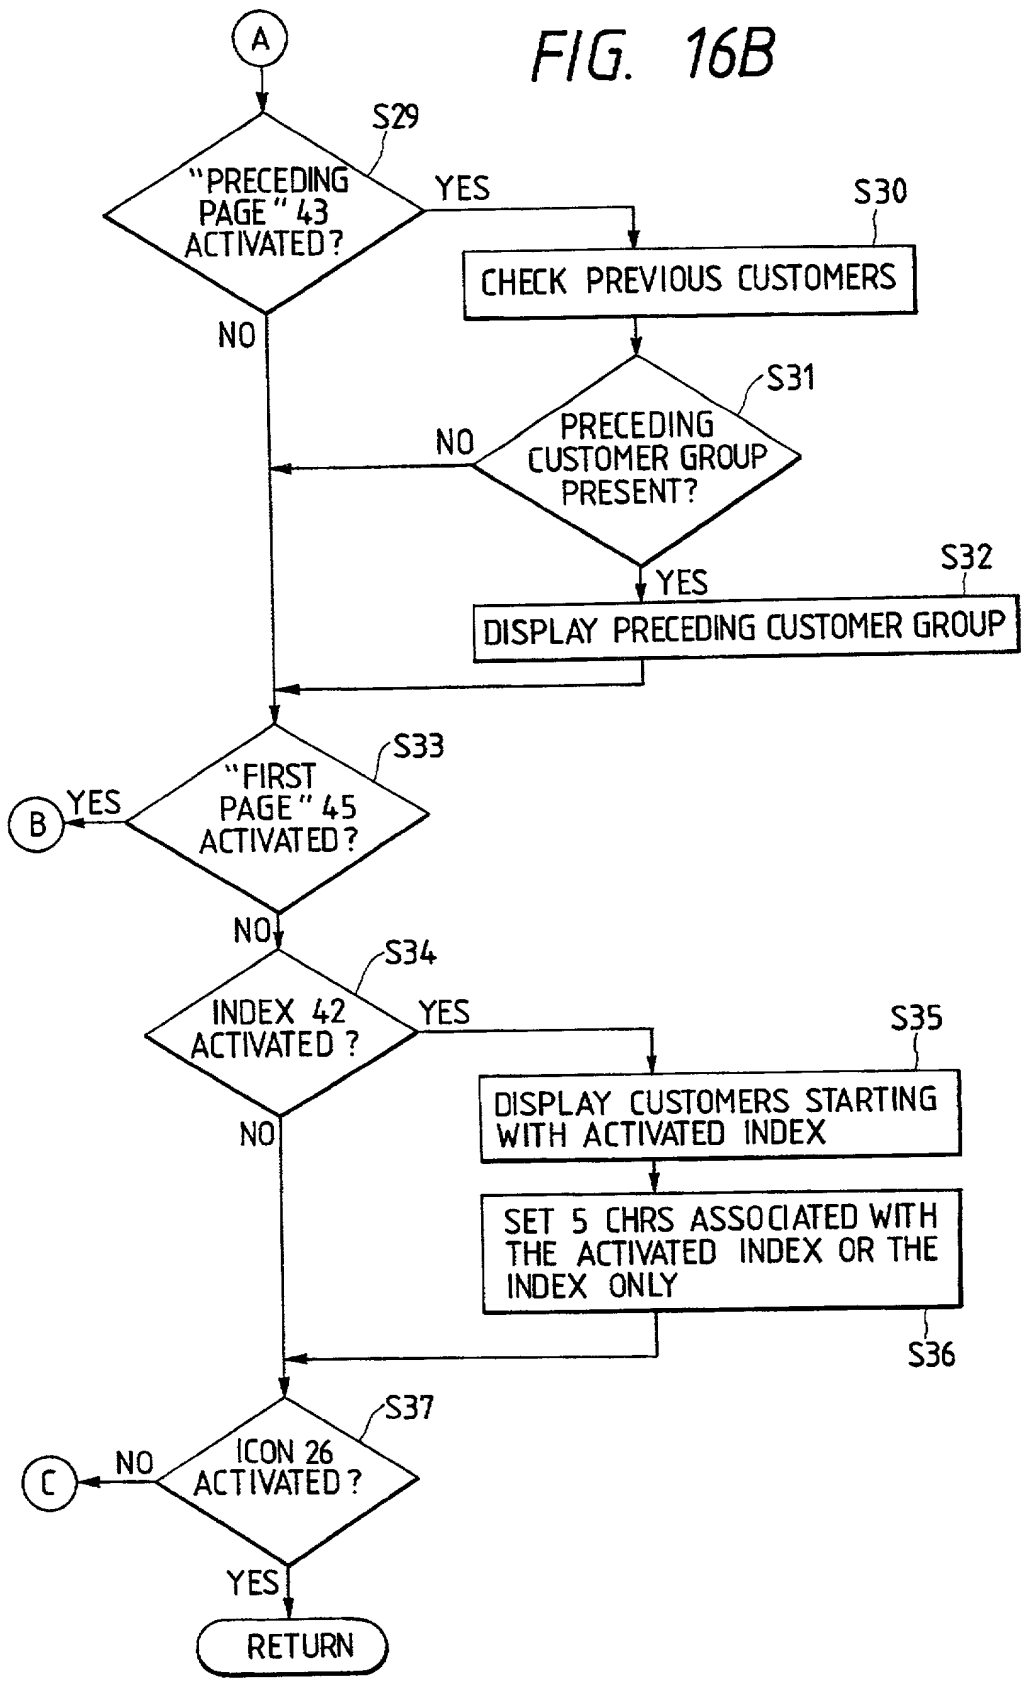 FIG. 16B
A
S29
"PRECEDING
PAGE" 43
ACTIVATED?
YES
NO
S30
CHECK PREVIOUS CUSTOMERS
S31
PRECEDING
CUSTOMER GROUP
PRESENT?
NO
YES
S32
DISPLAY PRECEDING CUSTOMER GROUP
S33
"FIRST
PAGE" 45
ACTIVATED?
YES
B
NO
S34
INDEX 42
ACTIVATED?
YES
NO
S35
DISPLAY CUSTOMERS STARTING
WITH ACTIVATED INDEX
SET 5 CHRS ASSOCIATED WITH
THE ACTIVATED INDEX OR THE
INDEX ONLY
S36
S37
ICON 26
ACTIVATED?
NO
C
YES
RETURN